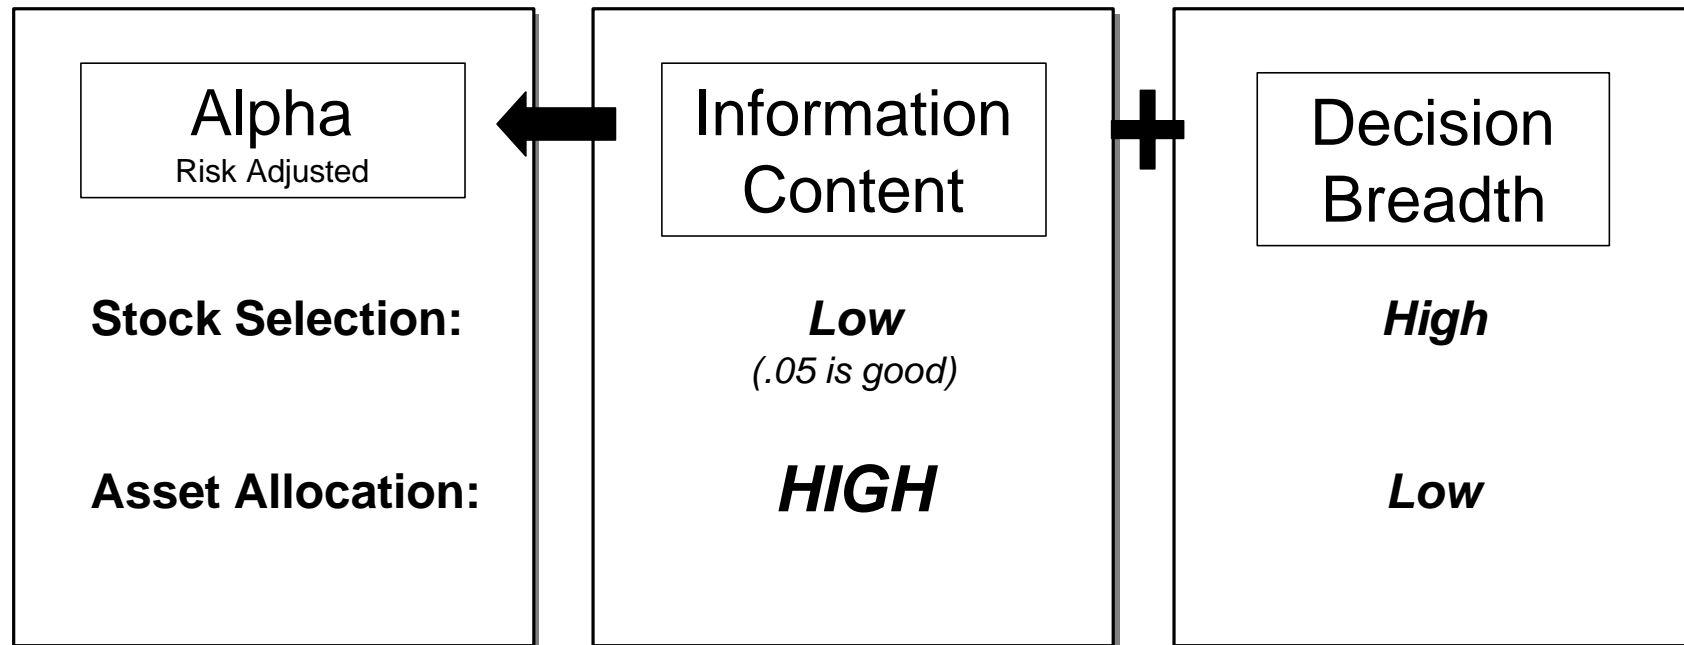 Alpha
Risk Adjusted
Information
Content
Decision
Breadth
Stock Selection:
Low
(.05 is good)
High
Asset Allocation:
HIGH
Low